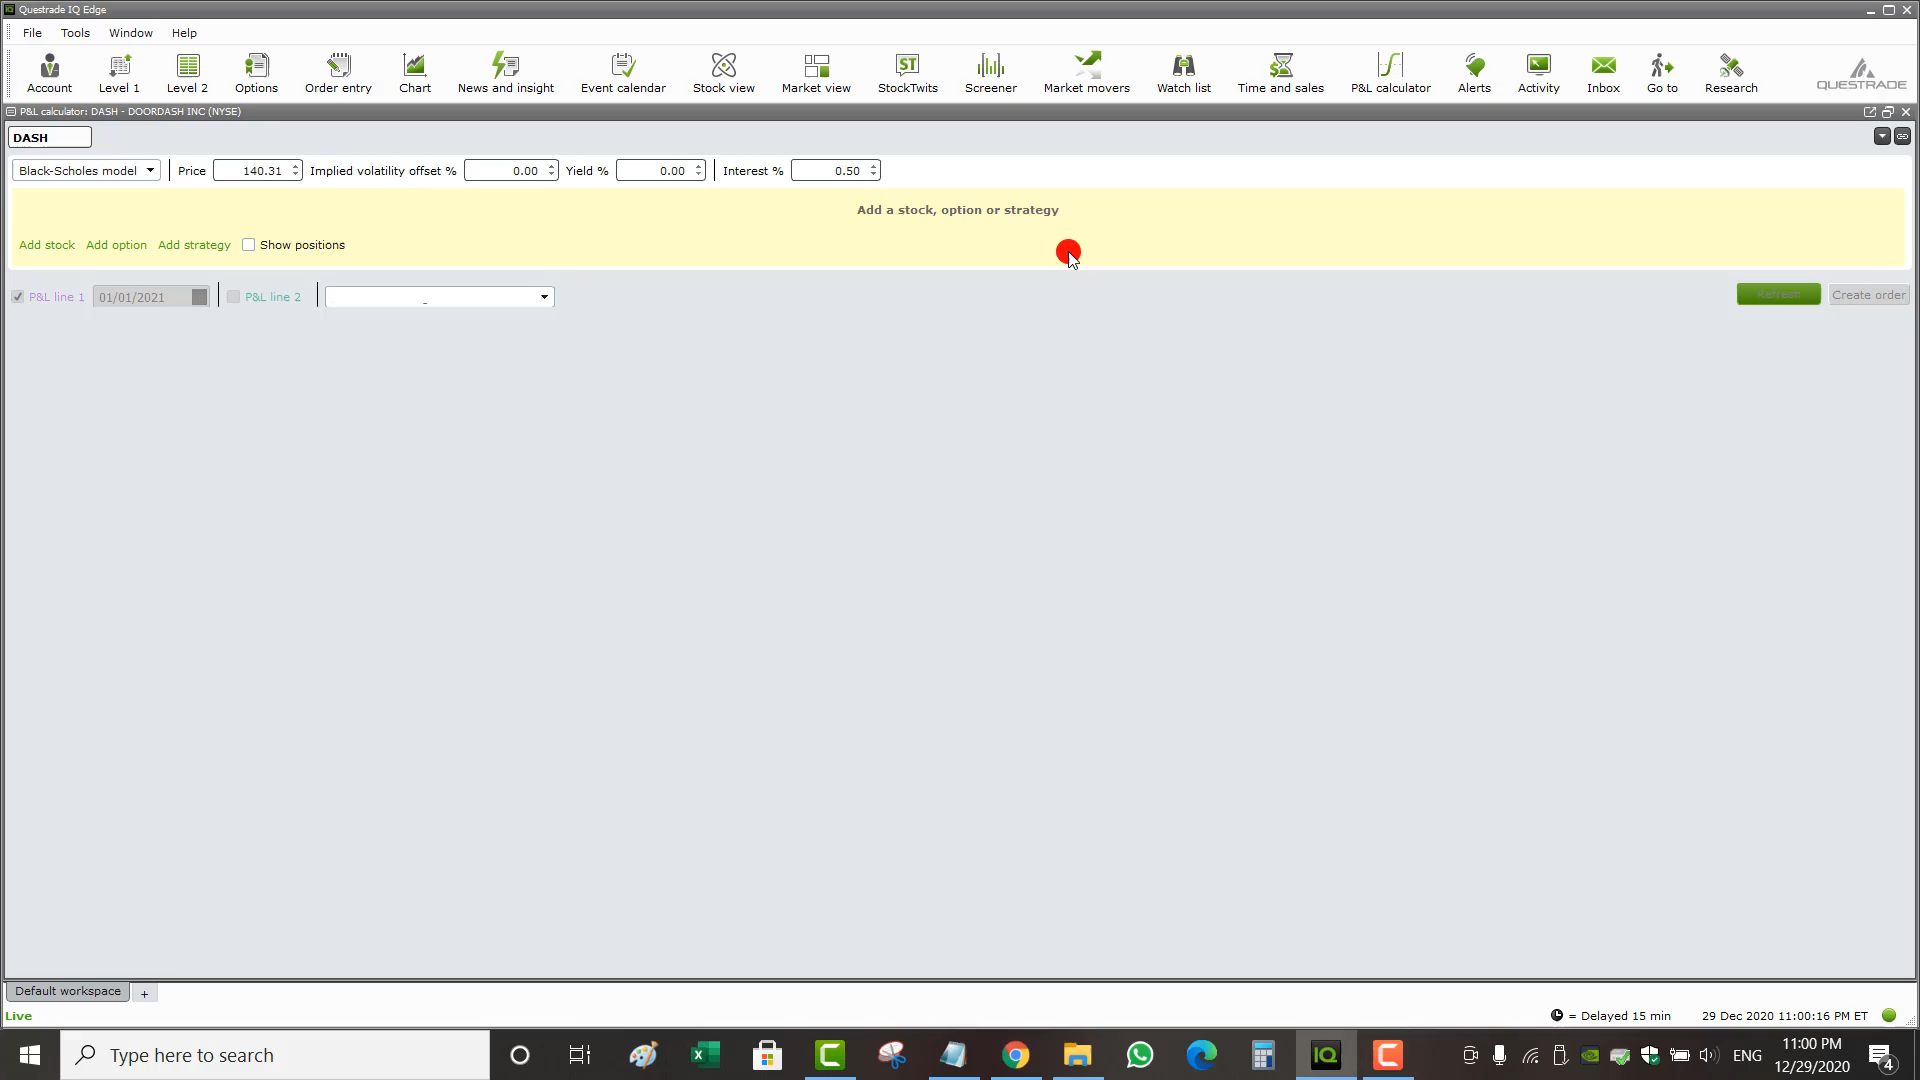 IQ Questrade IQ Edge
File Tools Window Help
Account Level 1 Level 2 Options Order entry Chart News and insight Event calendar Stock view Market view ST StockTwits Screener Market movers Watch list Time and sales P&L calculator Alerts Activity Inbox Go to Research QUESTRADE
P&L calculator: DASH - DOORDASH INC (NYSE)
DASH
Black-Scholes model Price 140.31 Implied volatility offset % 0.00 Yield % 0.00 Interest % 0.50
Add a stock, option or strategy
Add stock Add option Add strategy Show positions
P&L line 1 01/01/2021 P&L line 2 - Refresh Create order
Default workspace +
Live = Delayed 15 min 29 Dec 2020 11:00:16 PM ET
Type here to search IQ ENG 11:00 PM
12/29/2020 4